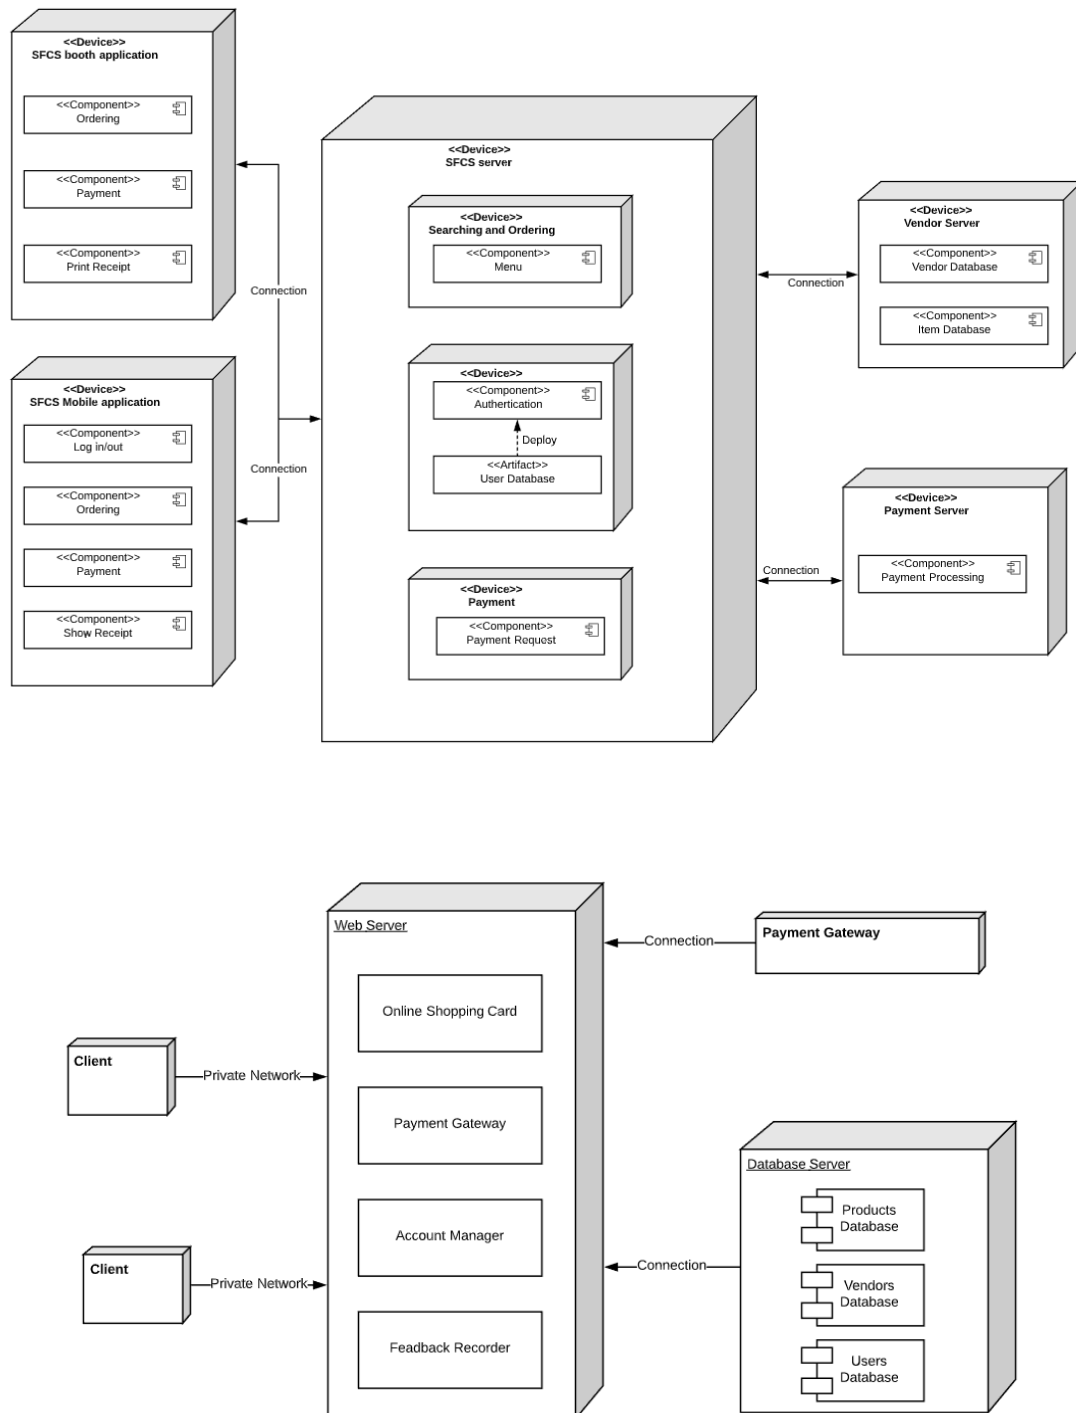 <<Device>>
SFCS booth application
<<Component>>
Ordering
<<Component>>
Payment
<<Component>>
Print Receipt
<<Device>>
SFCS Mobile application
<<Component>>
Log in/out
<<Component>>
Ordering
<<Component>>
Payment
<<Component>>
Show Receipt
Connection
Connection
<<Device>>
SFCS server
<<Device>>
Searching and Ordering
<<Component>>
Menu
<<Device>>
<<Component>>
Authertication
Deploy
<<Artifact>>
User Database
<<Device>>
Payment
<<Component>>
Payment Request
Connection
Connection
<<Device>>
Vendor Server
<<Component>>
Vendor Database
<<Component>>
Item Database
<<Device>>
Payment Server
<<Component>>
Payment Processing
Client
Private Network
Client
Private Network
Web Server
Online Shopping Card
Payment Gateway
Account Manager
Feadback Recorder
Connection
Payment Gateway
Connection
Database Server
Products
Database
Vendors
Database
Users
Database